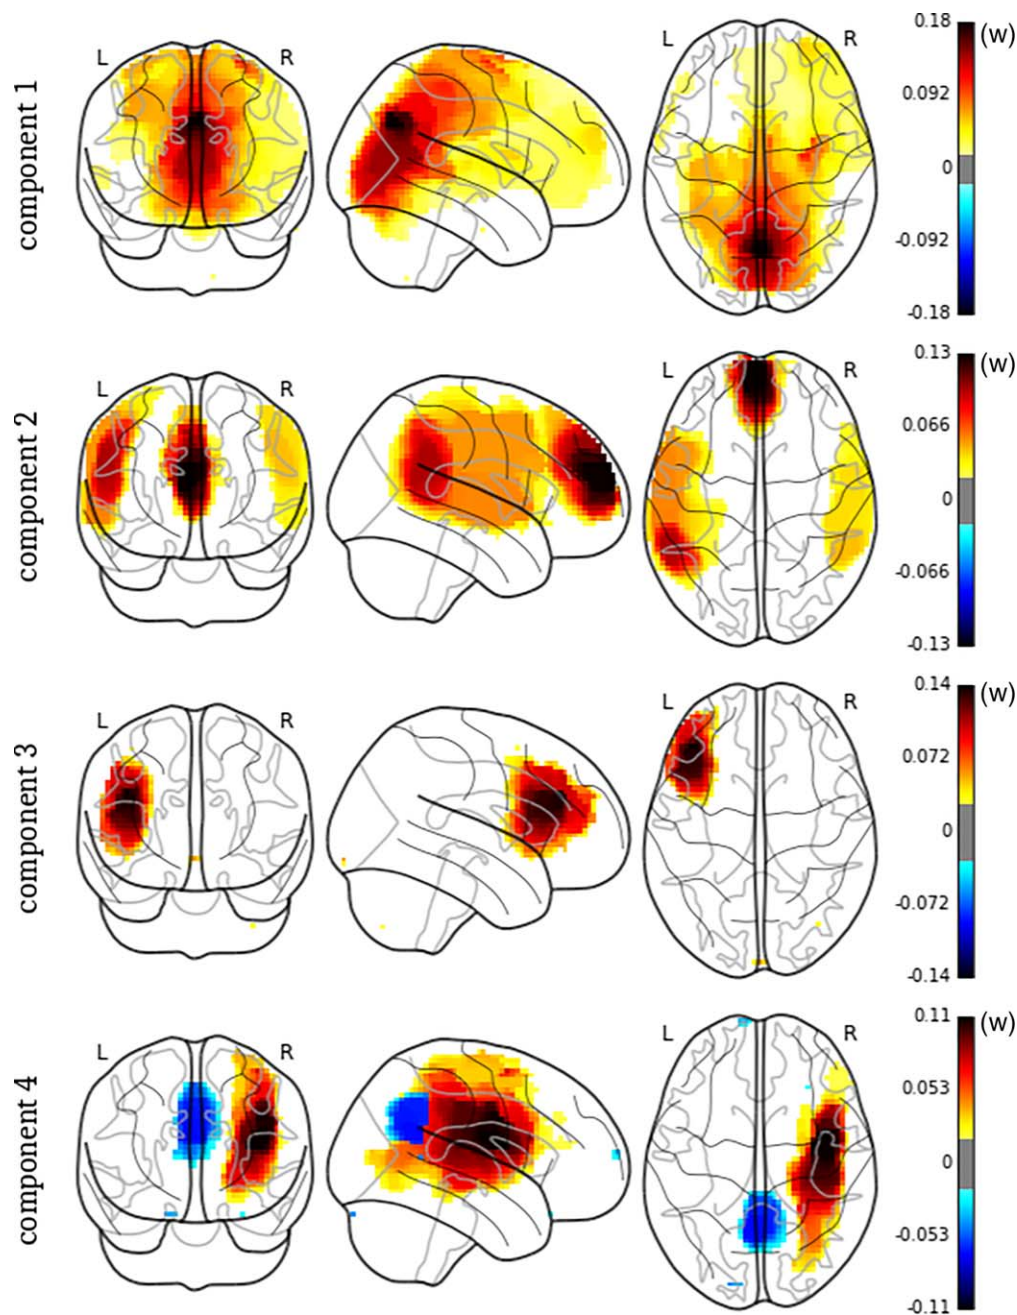 component 1
L
R
L
R
0.18
(w)
0.092
0
-0.092
-0.18
component 2
L
R
L
R
0.13
(w)
0.066
0
-0.066
-0.13
component 3
L
R
L
R
0.14
(w)
0.072
0
-0.072
-0.14
component 4
L
R
L
R
0.11
(w)
0.053
0
-0.053
-0.11